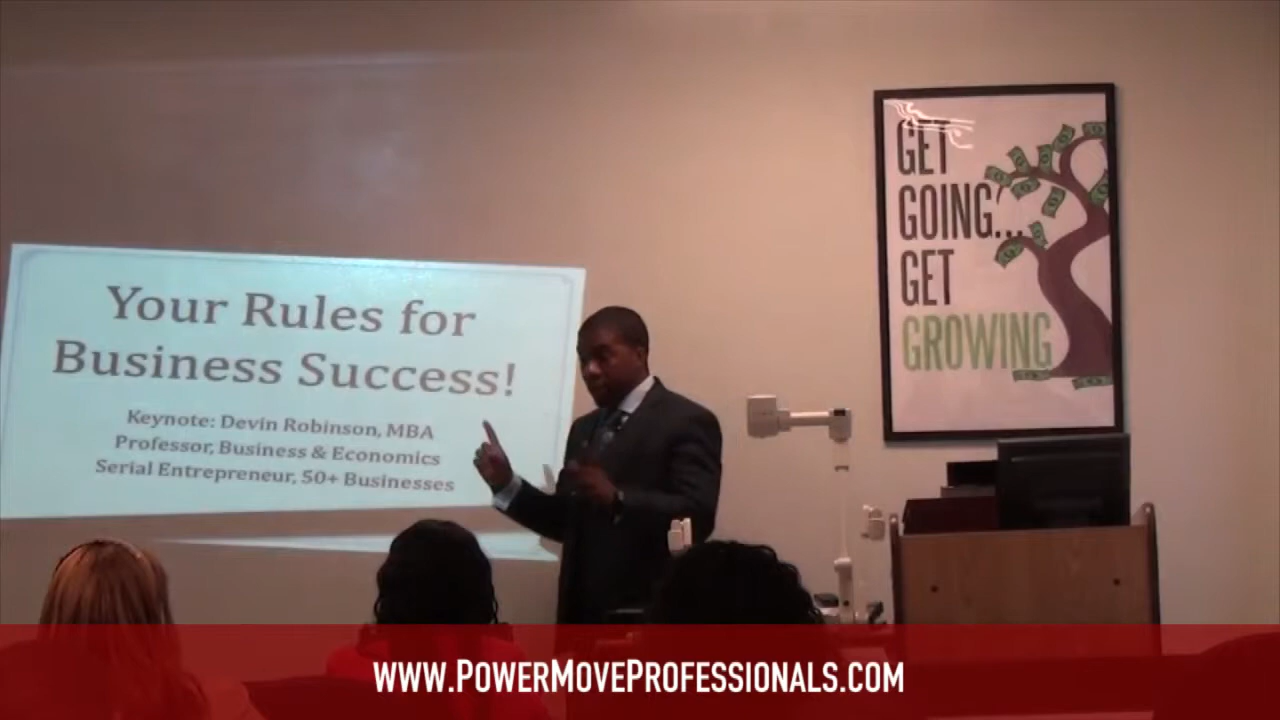 Your Rules for
Business Success!
Keynote: Devin Robinson, MBA
Professor, Business & Economics
Serial Entrepreneur, 50+ Businesses
GET
GOING...
GET
GROWING
WWW.POWERMOVEPROFESSIONALS.COM